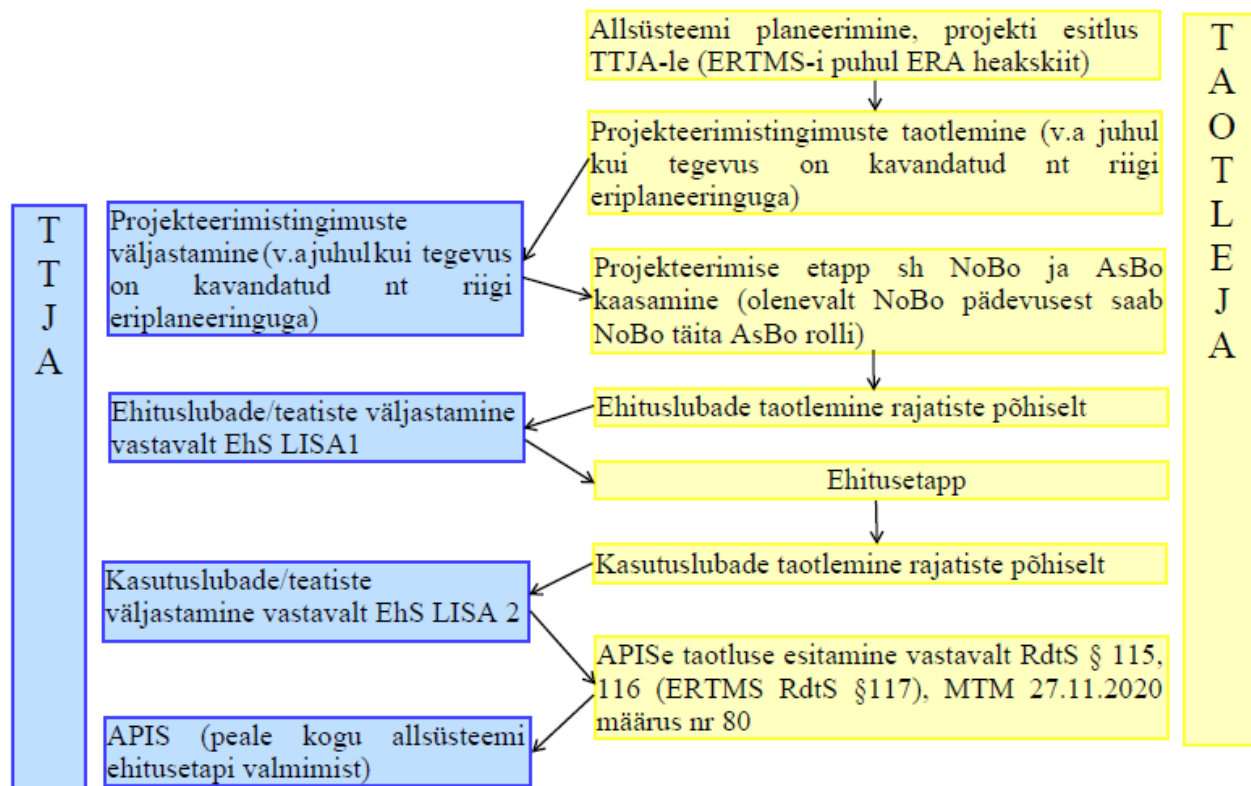 Allsüsteemi planeerimine, projekti esitlus
TTJA-le (ERTMS-i puhul ERA heakskiit)
T
A
O
T
L
E
J
A
Projekteerimistingimuste taotlemine (v.a juhul
kui tegevus on kavandatud nt riigi
eriplaneeringuga)
T
T
J
A
Projekteerimistingimuste
väljastamine (v.a juhul kui tegevus
on kavandatud nt riigi
eriplaneeringuga)
Projekteerimise etapp sh NoBo ja AsBo
kaasamine (olenevalt NoBo pädevusest saab
NoBo täita AsBo rolli)
Ehituslubade taotlemine rajatiste põhiselt
Ehituslubade/teatiste väljastamine
vastavalt EhS LISA1
Ehitusetapp
Kasutuslubade taotlemine rajatiste põhiselt
Kasutuslubade/teatiste
väljastamine vastavalt EhS LISA 2
APISe taotluse esitamine vastavalt RdtS § 115,
116 (ERTMS RdtS §117), MTM 27.11.2020
määrus nr 80
APIS (peale kogu allsüsteemi
ehitusetapi valmimist)